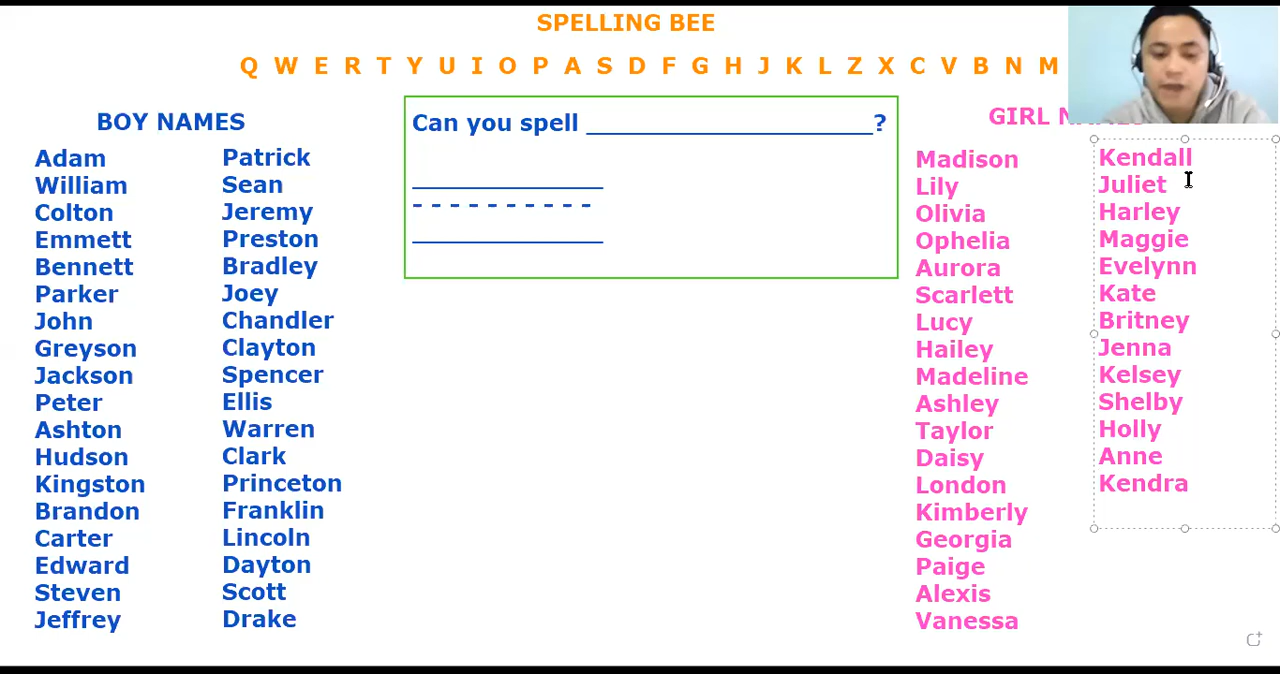 SPELLING BEE
Q W E R T Y U I O P A S D F G H J K L Z X C V B N M
BOY NAMES
Adam
William
Colton
Emmett
Bennett
Parker
John
Greyson
Jackson
Peter
Ashton
Hudson
Kingston
Brandon
Carter
Edward
Steven
Jeffrey
Patrick
Sean
Jeremy
Preston
Bradley
Joey
Chandler
Clayton
Spencer
Ellis
Warren
Clark
Princeton
Franklin
Lincoln
Dayton
Scott
Drake
Can you spell ____________________?
GIRL
Madison
Lily
Olivia
Ophelia
Aurora
Scarlett
Lucy
Hailey
Madeline
Ashley
Taylor
Daisy
London
Kimberly
Georgia
Paige
Alexis
Vanessa
Kendall
Juliet
Harley
Maggie
Evelynn
Kate
Britney
Jenna
Kelsey
Shelby
Holly
Anne
Kendra